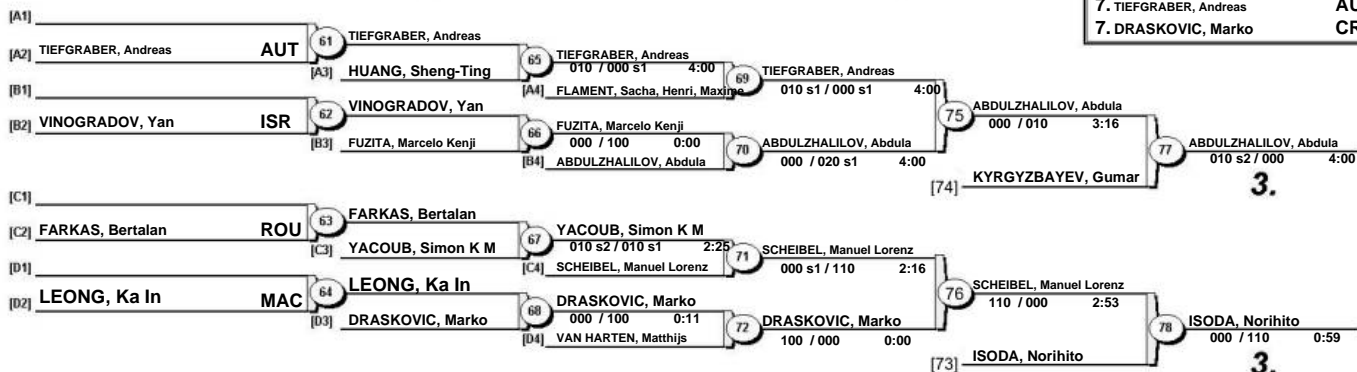 7. TIEFGRABER, Andreas AU
7. DRASKOVIC, Marko CR
[A1]
[A2] TIEFGRABER, Andreas AUT
61
TIEFGRABER, Andreas
[A3] HUANG, Sheng-Ting
65
TIEFGRABER, Andreas
010 / 000 s1 4:00
[A4] FLAMENT, Sacha, Henri, Maxime
69
TIEFGRABER, Andreas
010 s1 / 000 s1 4:00
[B1]
[B2] VINOGRADOV, Yan ISR
62
VINOGRADOV, Yan
[B3] FUZITA, Marcelo Kenji
66
FUZITA, Marcelo Kenji
000 / 100 0:00
[B4] ABDULZHALILOV, Abdula
70
ABDULZHALILOV, Abdula
000 / 020 s1 4:00
75
ABDULZHALILOV, Abdula
000 / 010 3:16
[74] KYRGYZBAYEV, Gumar
77
ABDULZHALILOV, Abdula
010 s2 / 000 4:00
3.
[C1]
[C2] FARKAS, Bertalan ROU
63
FARKAS, Bertalan
[C3] YACOUB, Simon K M
67
YACOUB, Simon K M
010 s2 / 010 s1 2:25
[C4] SCHEIBEL, Manuel Lorenz
71
SCHEIBEL, Manuel Lorenz
000 s1 / 110 2:16
[D1]
[D2] LEONG, Ka In MAC
64
LEONG, Ka In
[D3] DRASKOVIC, Marko
68
DRASKOVIC, Marko
000 / 100 0:11
[D4] VAN HARTEN, Matthijs
72
DRASKOVIC, Marko
100 / 000 0:00
76
SCHEIBEL, Manuel Lorenz
110 / 000 2:53
[73] ISODA, Norihito
78
ISODA, Norihito
000 / 110 0:59
3.